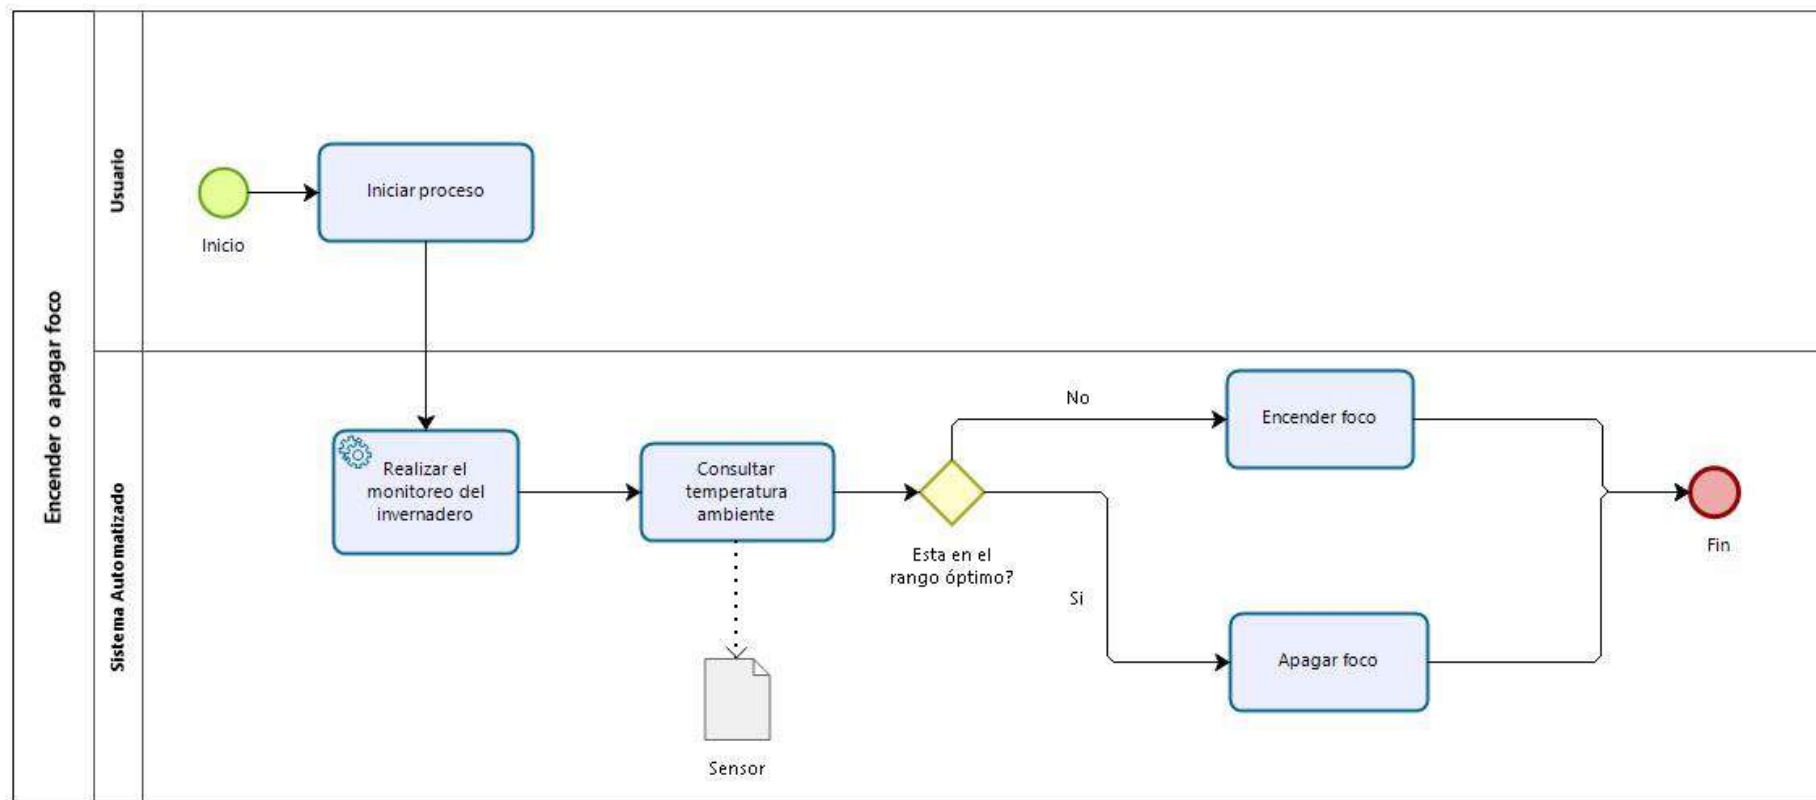 Encender o apagar foco
Usuario
Inicio
Iniciar proceso
Sistema Automatizado
Realizar el
monitoreo del
invernadero
Consultar
temperatura
ambiente
Sensor
Esta en el
rango óptimo?
No
Si
Encender foco
Apagar foco
Fin